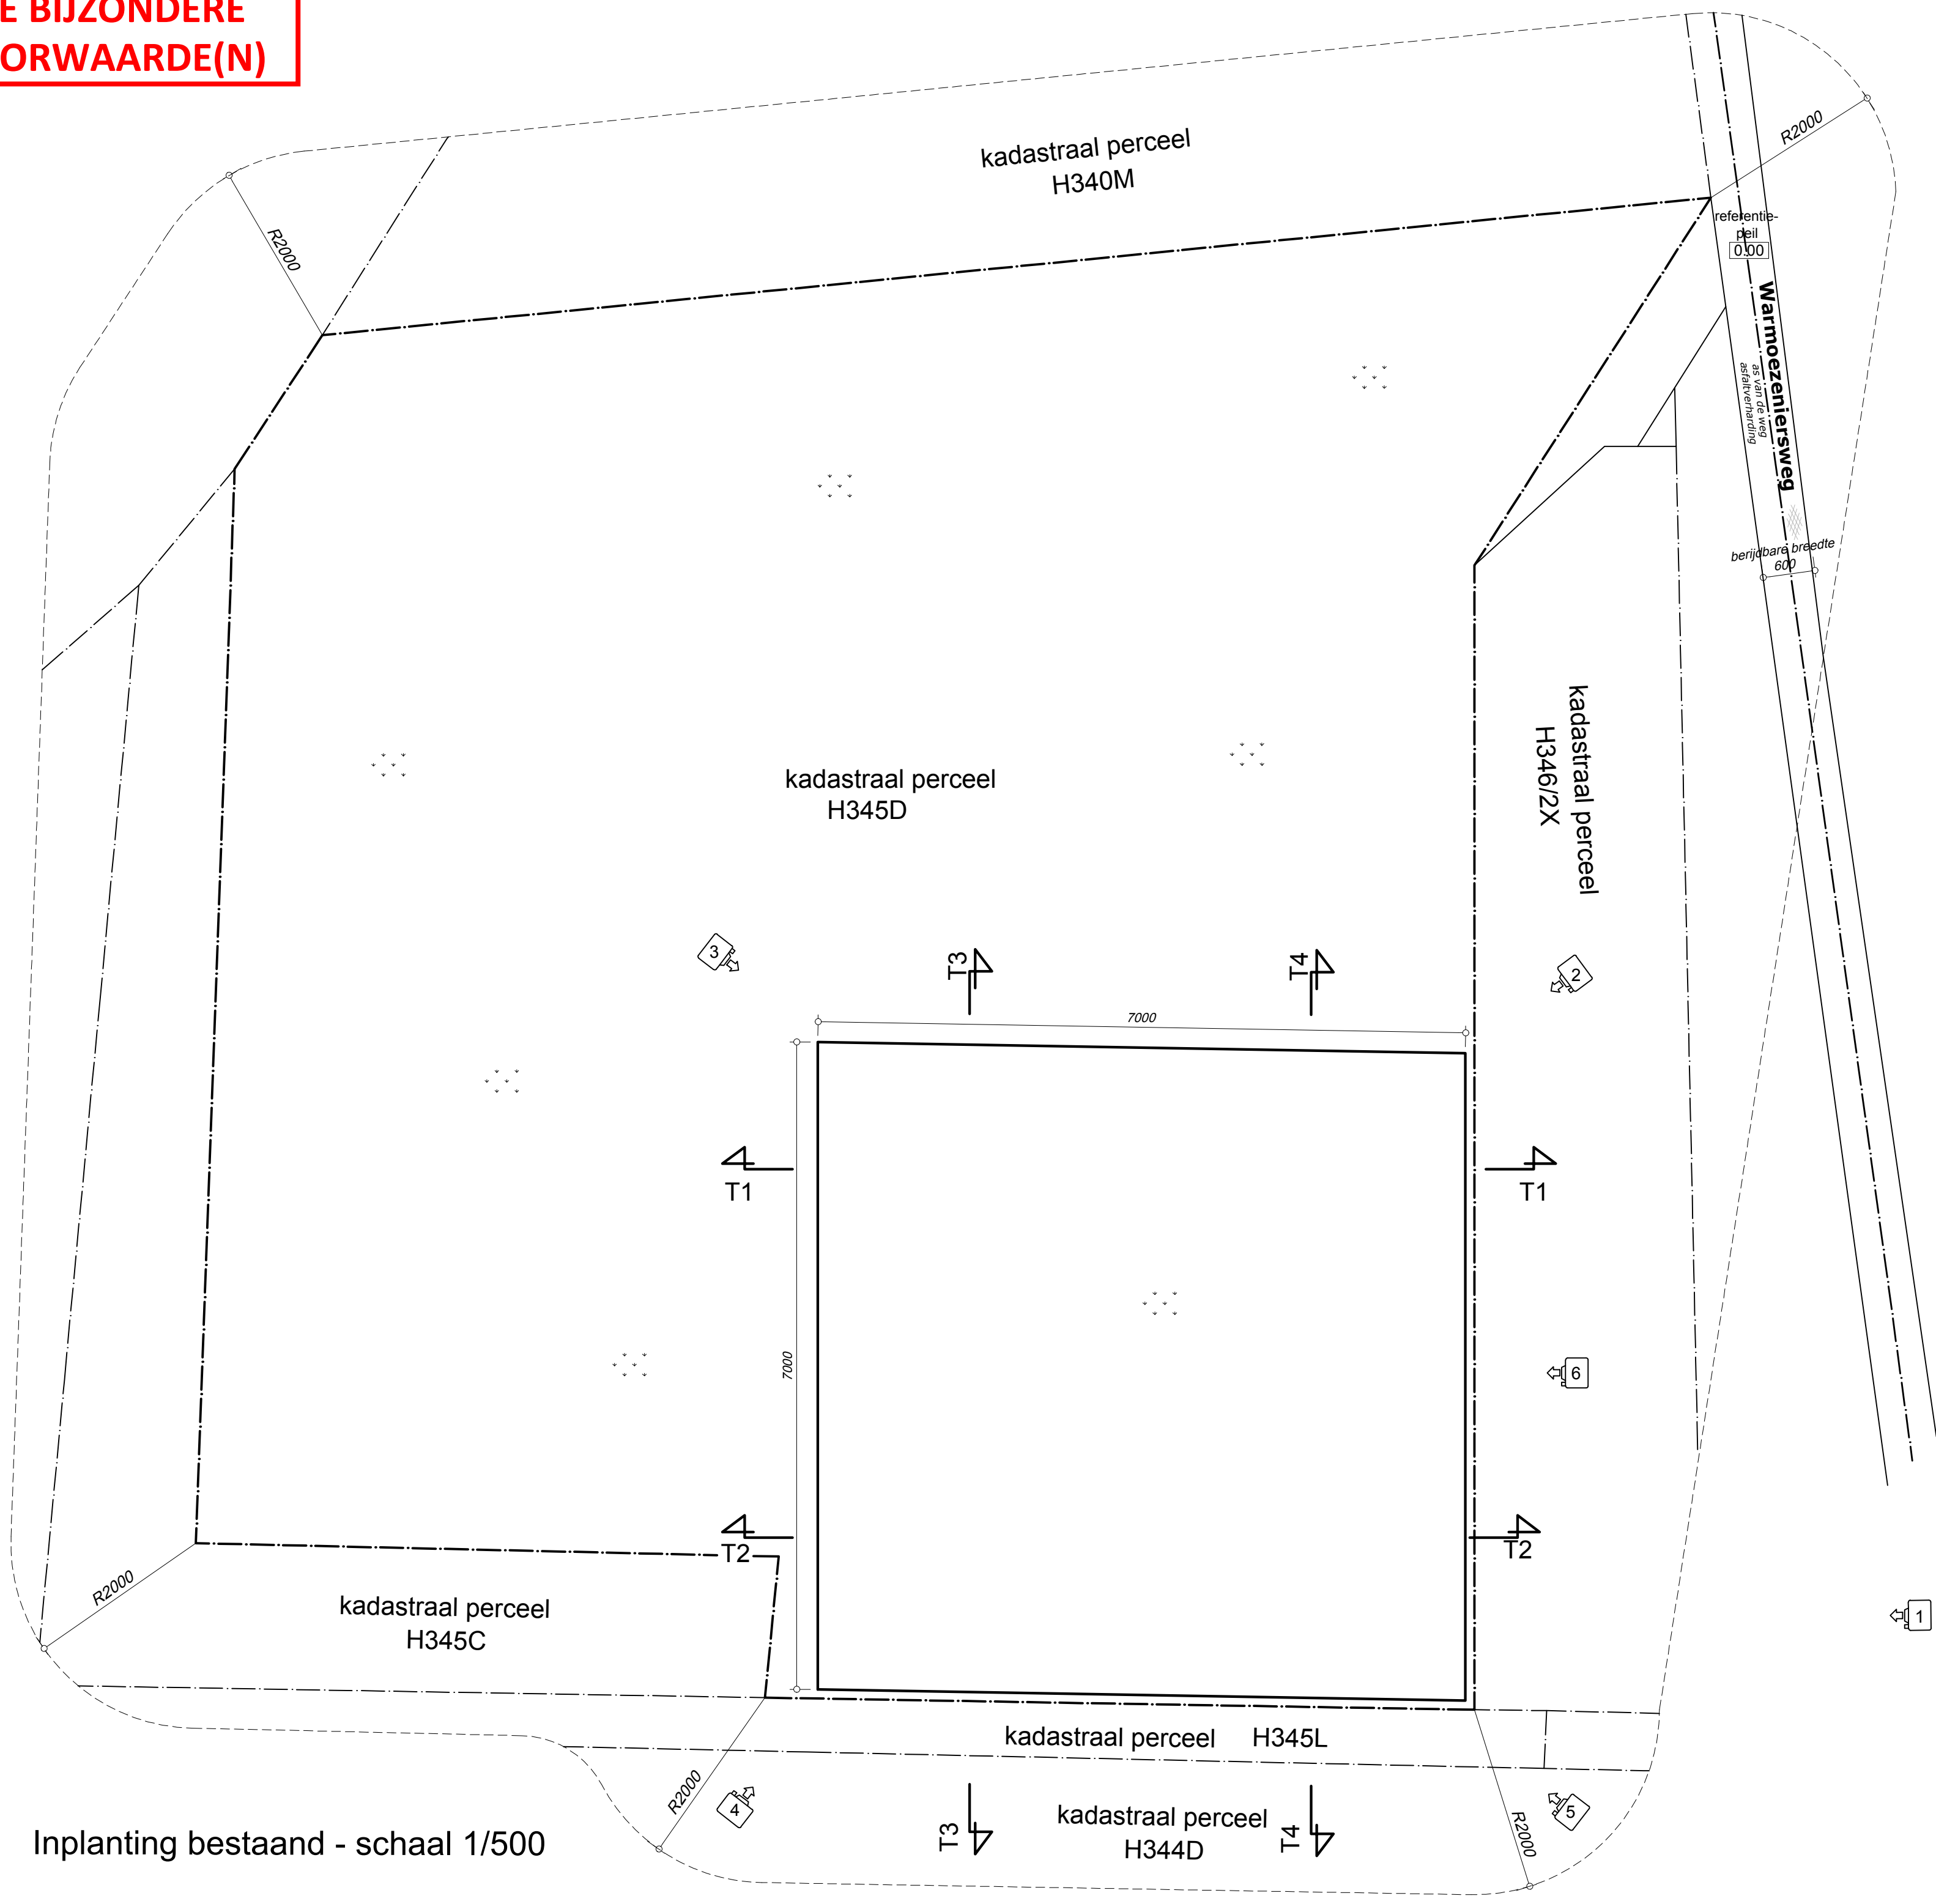 E BIJZONDERE
ORWAARDE(N)
kadastraal perceel
H340M
R2000
R2000
referentie-
peil
0.00
Warmoezeniersweg
as van de weg
asfaltverharding
berijdbare breedte
600
kadastraal perceel
H346/2X
kadastraal perceel
H345D
3
T3
T4
2
7000
7000
T1
T1
6
T2
T2
1
R2000
kadastraal perceel
H345C
kadastraal perceel H345L
R2000
4
T3
kadastraal perceel
H344D
T4
R2000
5
Inplanting bestaand - schaal 1/500